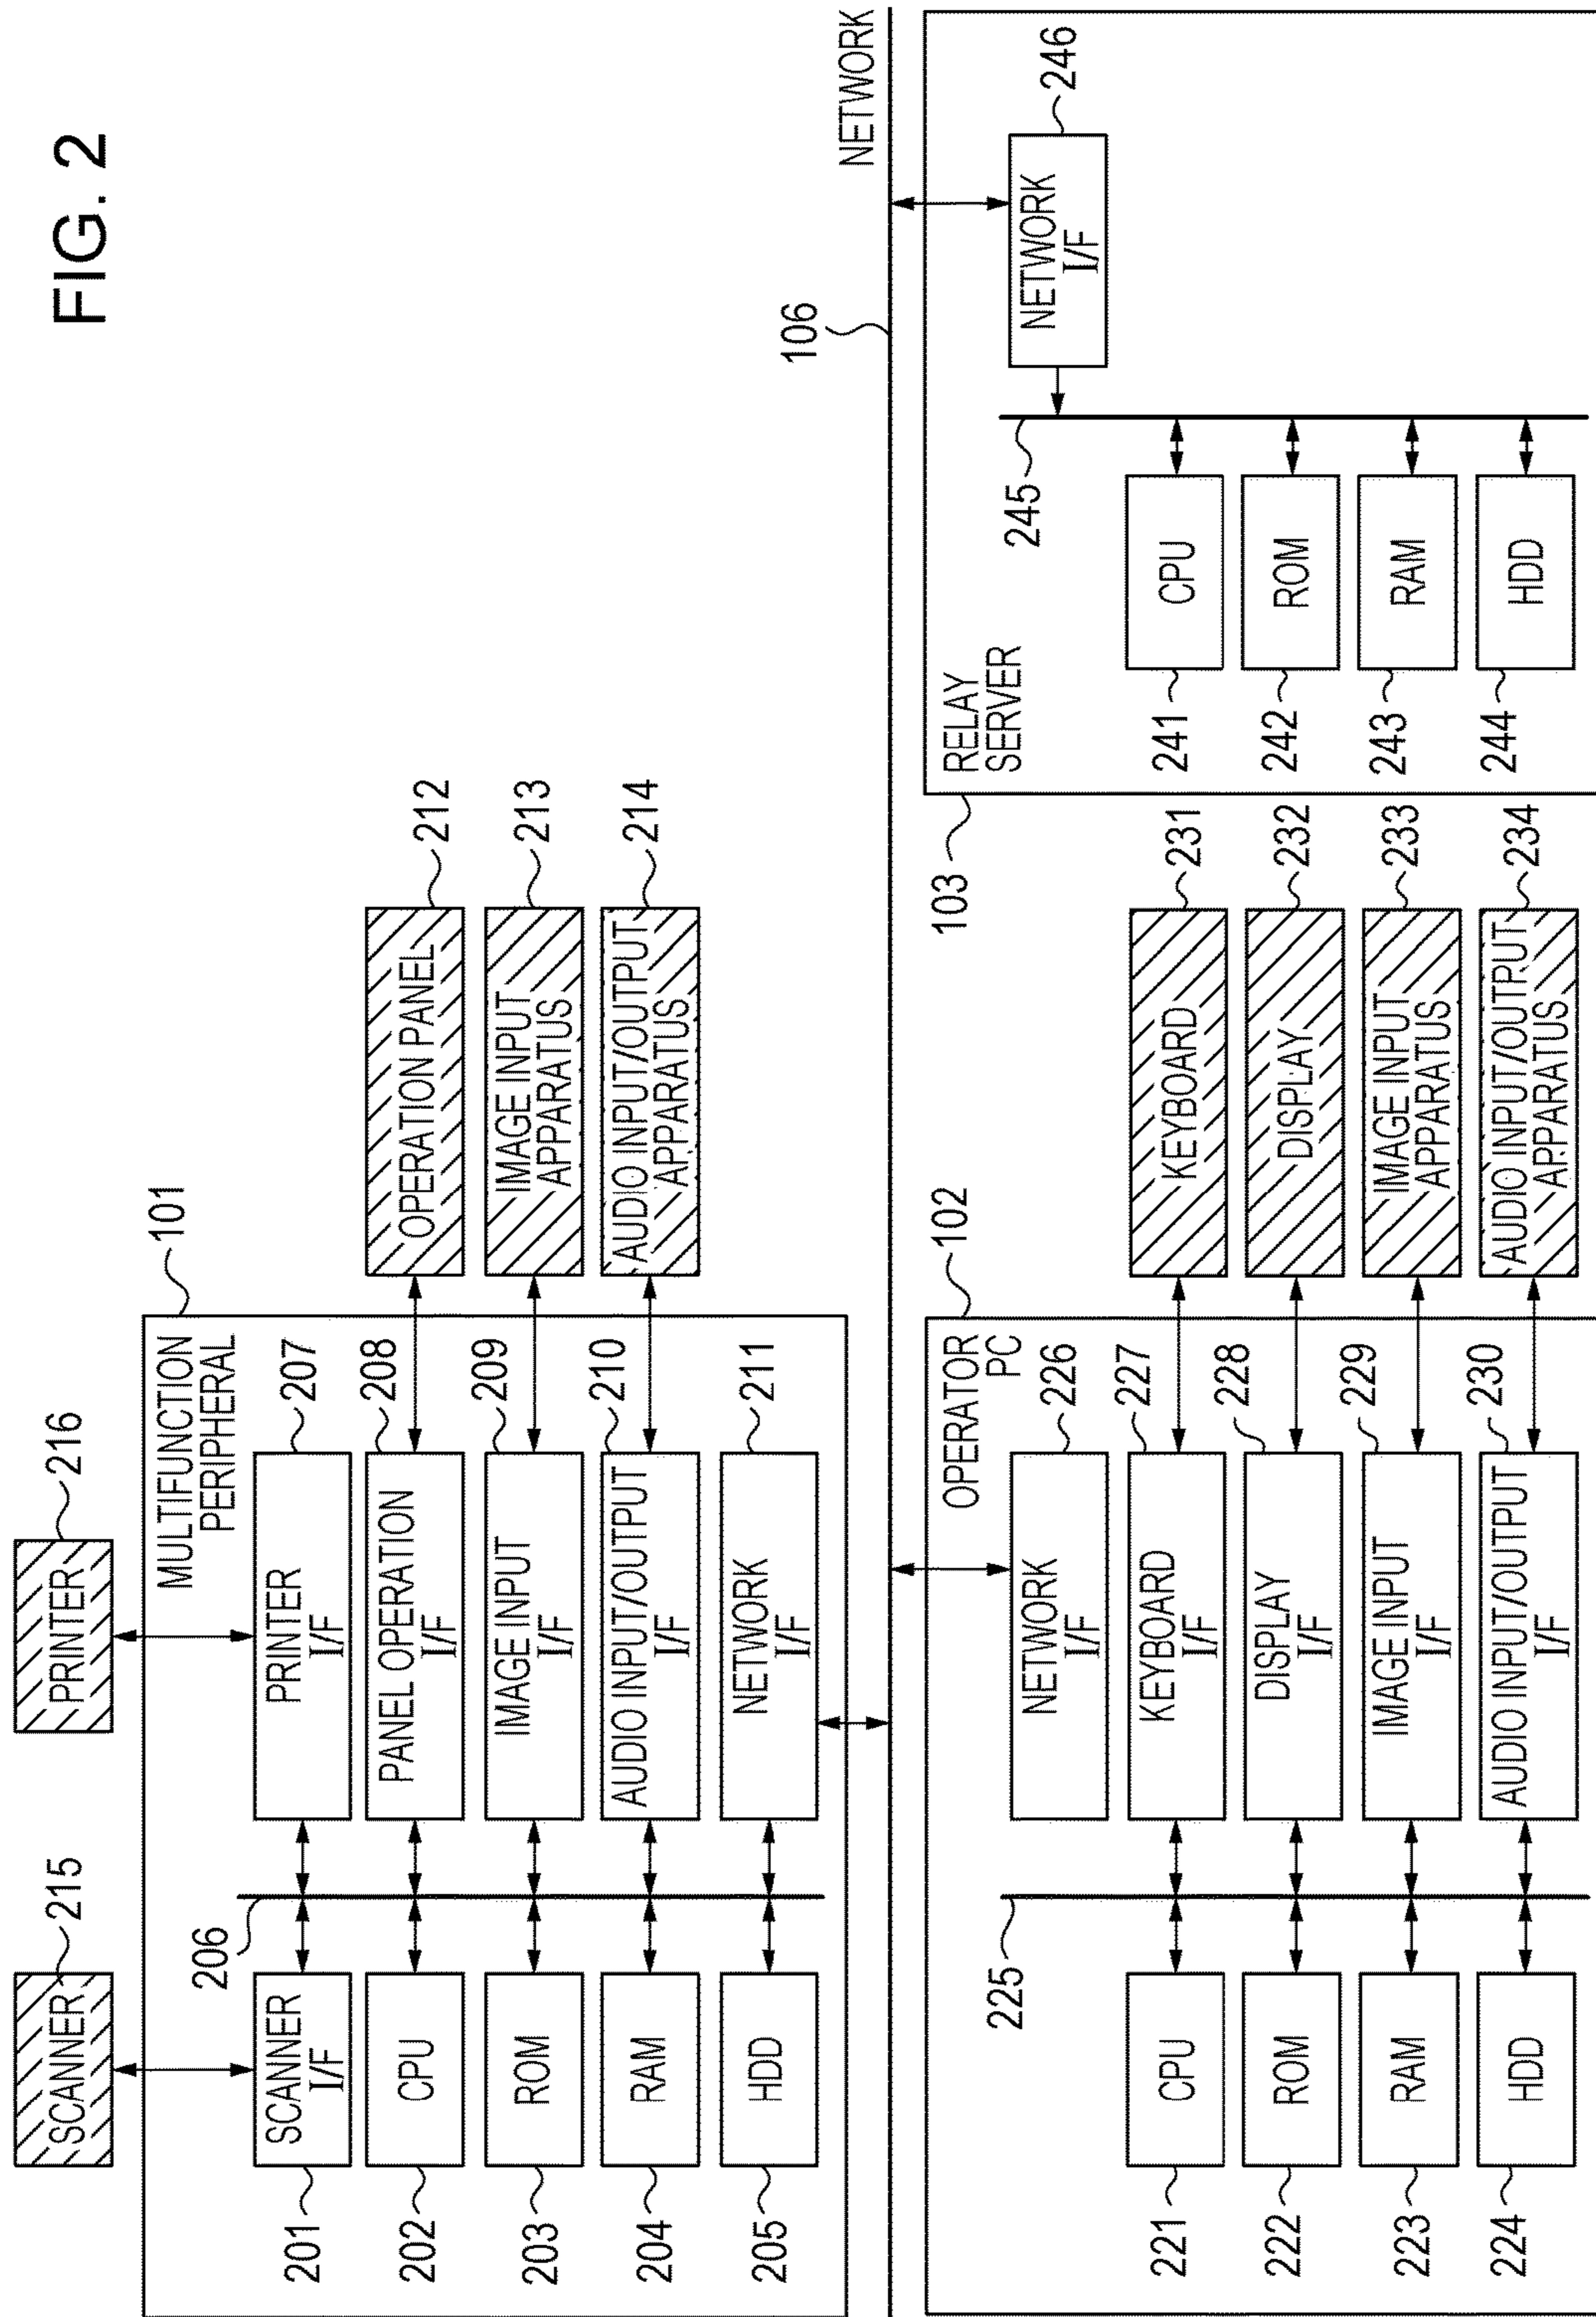 FIG. 2
SCANNER
215
PRINTER
216
MULTIFUNCTION
PERIPHERAL
101
206
201
SCANNER
I/F
PRINTER
I/F
207
202
CPU
PANEL OPERATION
I/F
208
OPERATION PANEL
212
203
ROM
IMAGE INPUT
I/F
209
IMAGE INPUT
APPARATUS
213
204
RAM
AUDIO INPUT/OUTPUT
I/F
210
AUDIO INPUT/OUTPUT
APPARATUS
214
205
HDD
NETWORK
I/F
211
106
NETWORK
OPERATOR
PC
102
225
NETWORK
I/F
226
221
CPU
KEYBOARD
I/F
227
KEYBOARD
231
222
ROM
DISPLAY
I/F
228
DISPLAY
232
223
RAM
IMAGE INPUT
I/F
229
IMAGE INPUT
APPARATUS
233
224
HDD
AUDIO INPUT/OUTPUT
I/F
230
AUDIO INPUT/OUTPUT
APPARATUS
234
103
RELAY
SERVER
245
NETWORK
I/F
246
241
CPU
242
ROM
243
RAM
244
HDD